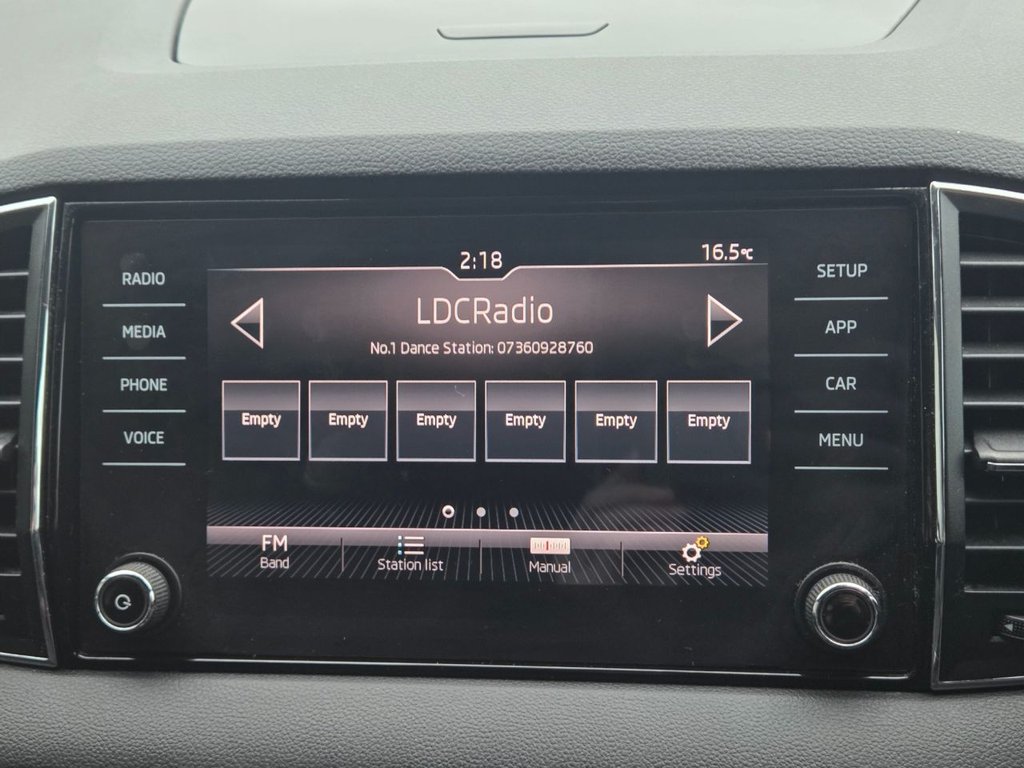 2:18
16.5°C
LDCRadio
No.1 Dance Station: 07360928760
RADIO
MEDIA
PHONE
VOICE
SETUP
APP
CAR
MENU
Empty Empty Empty Empty Empty Empty
FM
Band
Station list
Manual
Settings